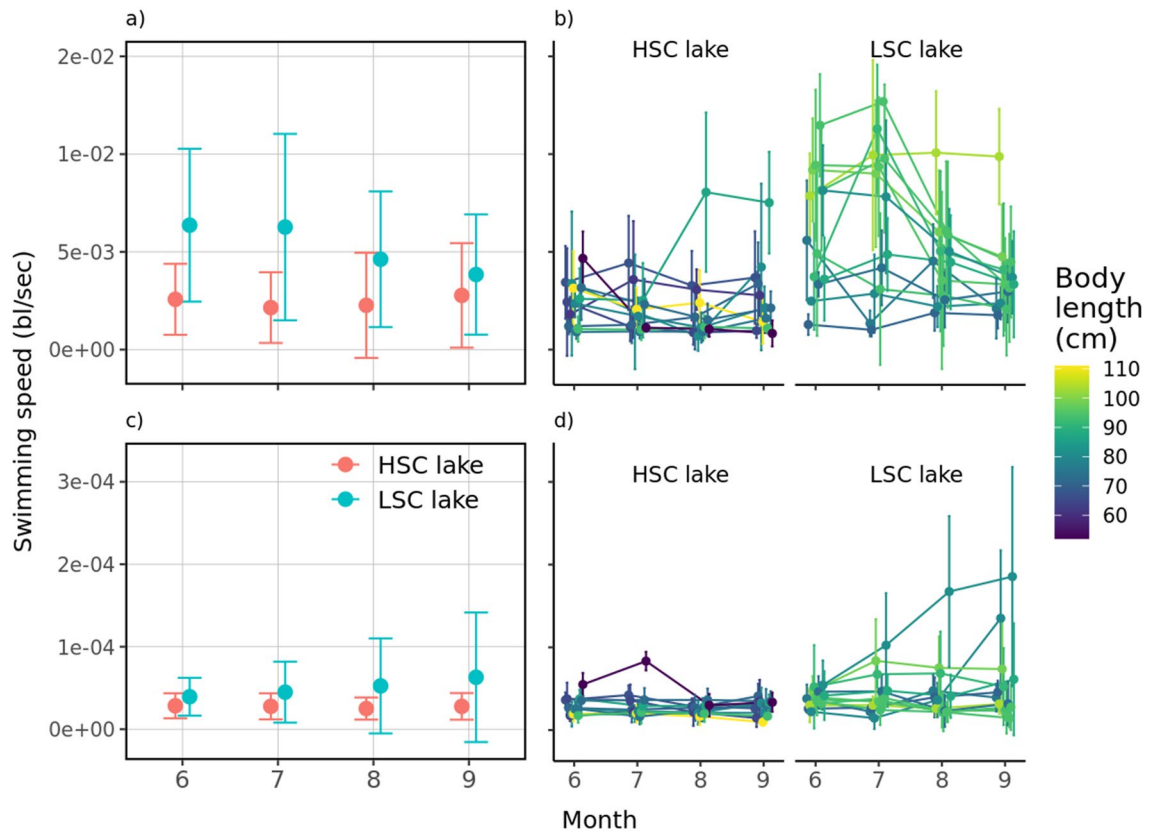 a)
b)
HSC lake
LSC lake
2e-02
1e-02
5e-03
0e+00
Swimming speed (bl/sec)
Body
length
(cm)
110
100
90
80
70
60
c)
d)
HSC lake
LSC lake
HSC lake
LSC lake
3e-04
2e-04
1e-04
0e+00
6 7 8 9
6 7 8 9
6 7 8 9
Month